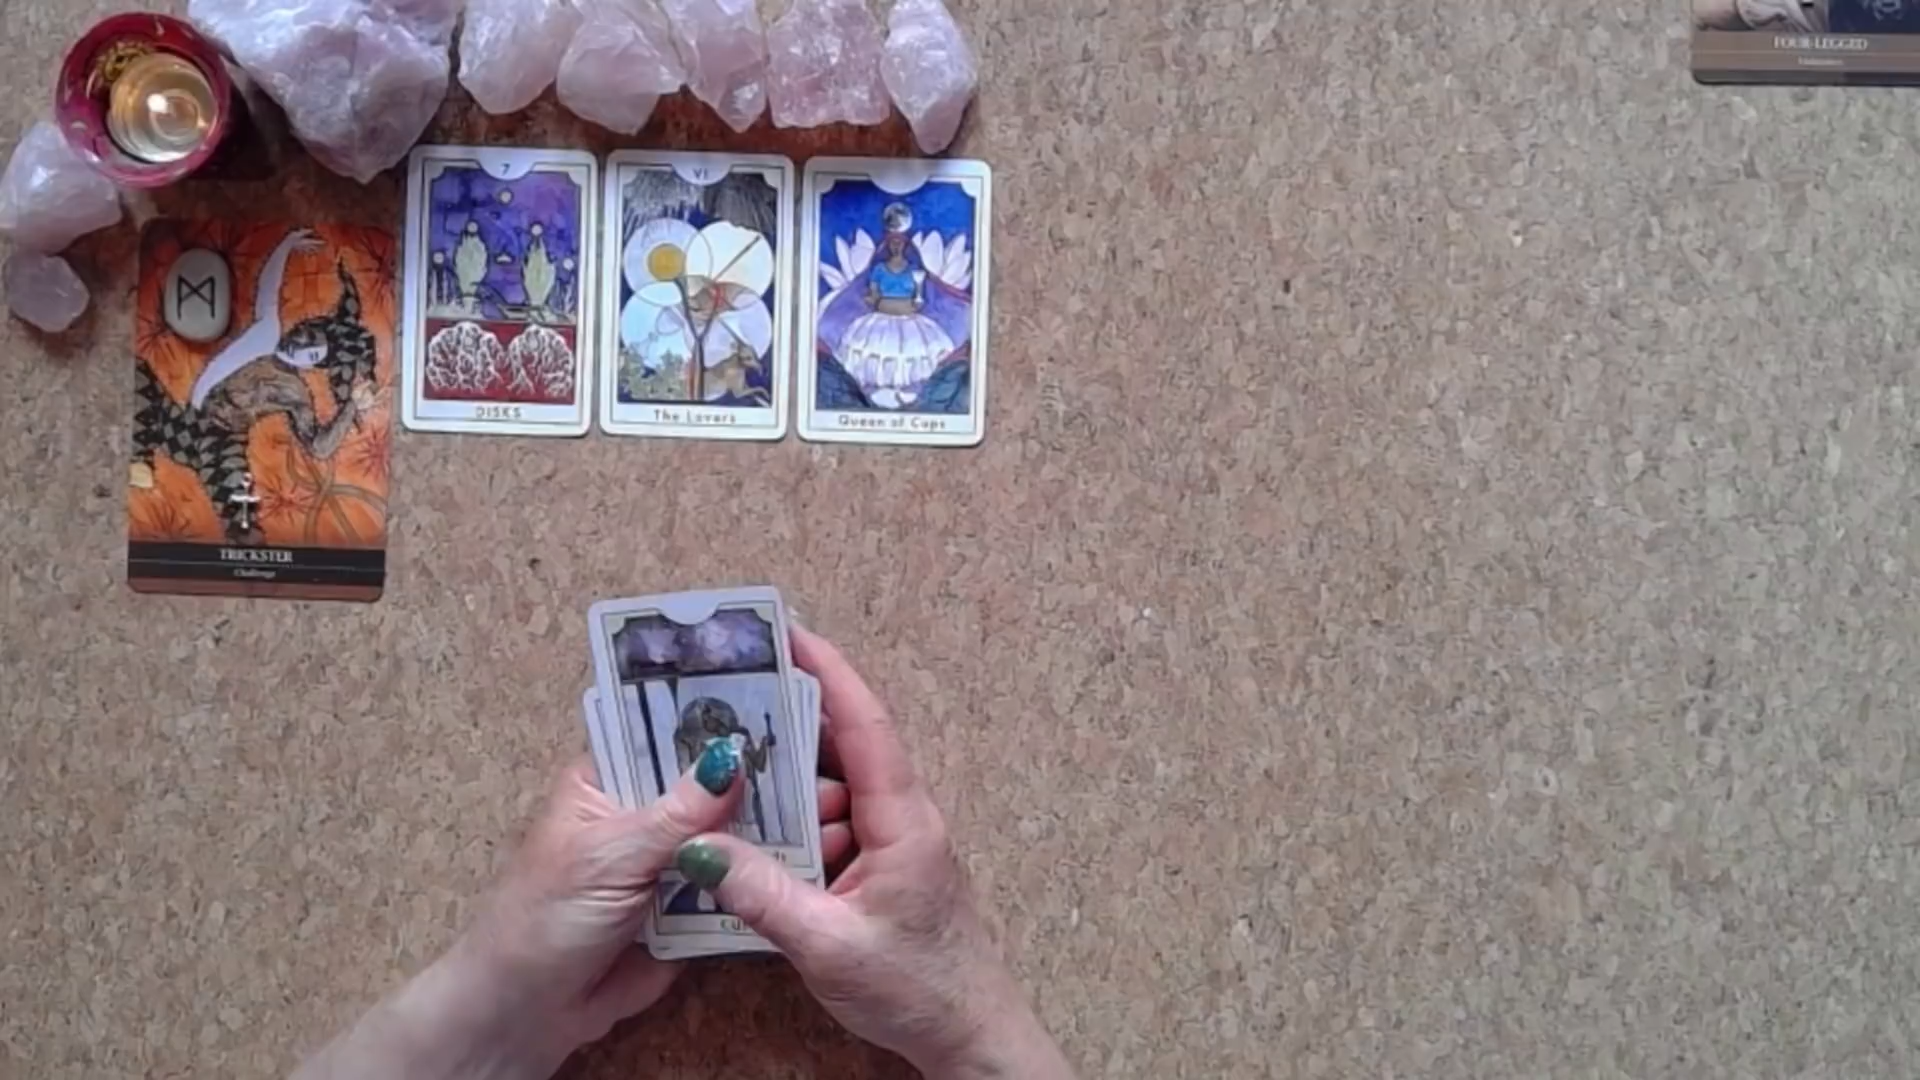 FOUR-LEGGED
7
DISKS
VI
The Lovers
Queen of Cups
ᛗ
TRICKSTER
Challenge